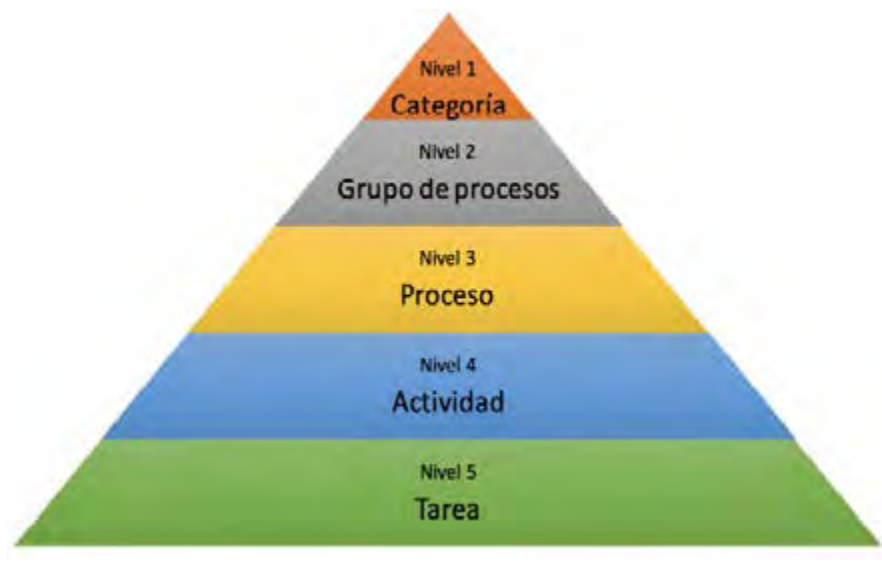 Nivel 1
Categoría
Nivel 2
Grupo de procesos
Nivel 3
Proceso
Nivel 4
Actividad
Nivel 5
Tarea